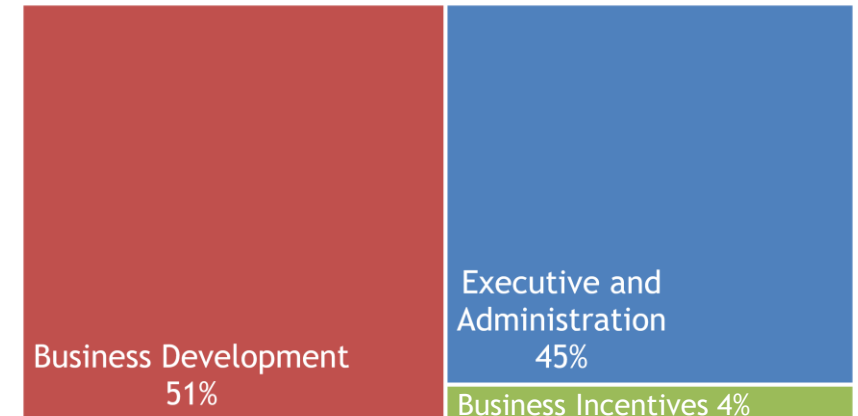 Business Development
51%
Executive and
Administration
45%
Business Incentives 4%